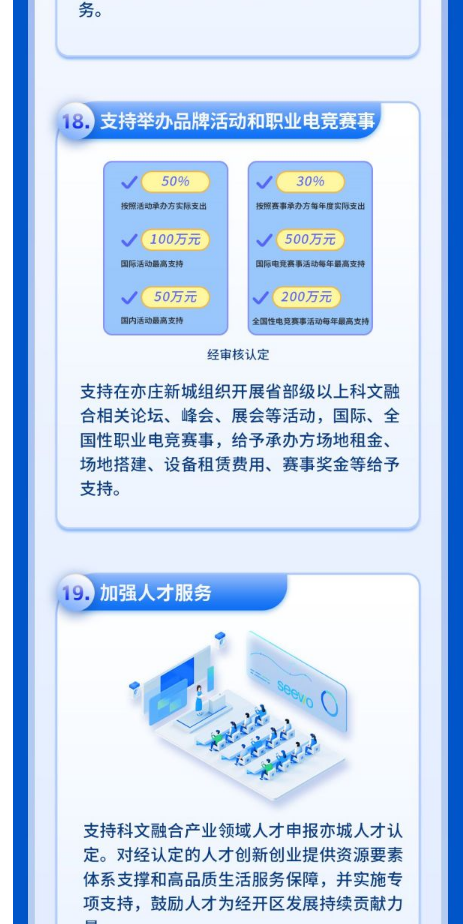 务。
18. 支持举办品牌活动和职业电竞赛事
50%
按照活动承办方实际支出
100万元
国际活动最高支持
50万元
国内活动最高支持
30%
按照赛事承办方每年度实际支出
500万元
国际电竞赛事活动每年最高支持
200万元
全国性电竞赛事活动每年最高支持
经审核认定
支持在亦庄新城组织开展省部级以上科文融
合相关论坛、峰会、展会等活动，国际、全
国性职业电竞赛事，给予承办方场地租金、
场地搭建、设备租赁费用、赛事奖金等给予
支持。
19. 加强人才服务
seevo
支持科文融合产业领域人才申报亦城人才认
定。对经认定的人才创新创业提供资源要素
体系支撑和高品质生活服务保障，并实施专
项支持，鼓励人才为经开区发展持续贡献力